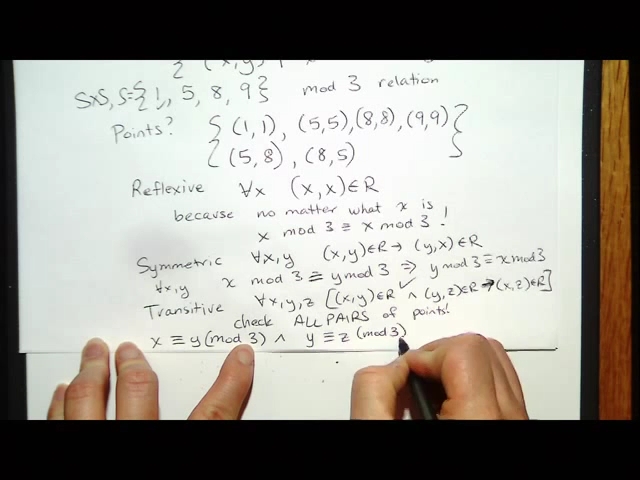 { (x,y)
SxS, S={1, 5, 8, 9} mod 3 relation
Points? { (1,1), (5,5), (8,8), (9,9)
(5,8), (8,5) }
Reflexive ∀x (x,x)∈R
because no matter what x is
x mod 3 ≡ x mod 3 !
Symmetric ∀x,y (x,y)∈R → (y,x)∈R
∀x,y x mod 3 ≡ y mod 3 ⇒ y mod 3 ≡ x mod 3
Transitive ∀x,y,z [(x,y)∈R ∧ (y,z)∈R → (x,z)∈R]
check ALL PAIRS of points!
x ≡ y (mod 3) ∧ y ≡ z (mod 3)